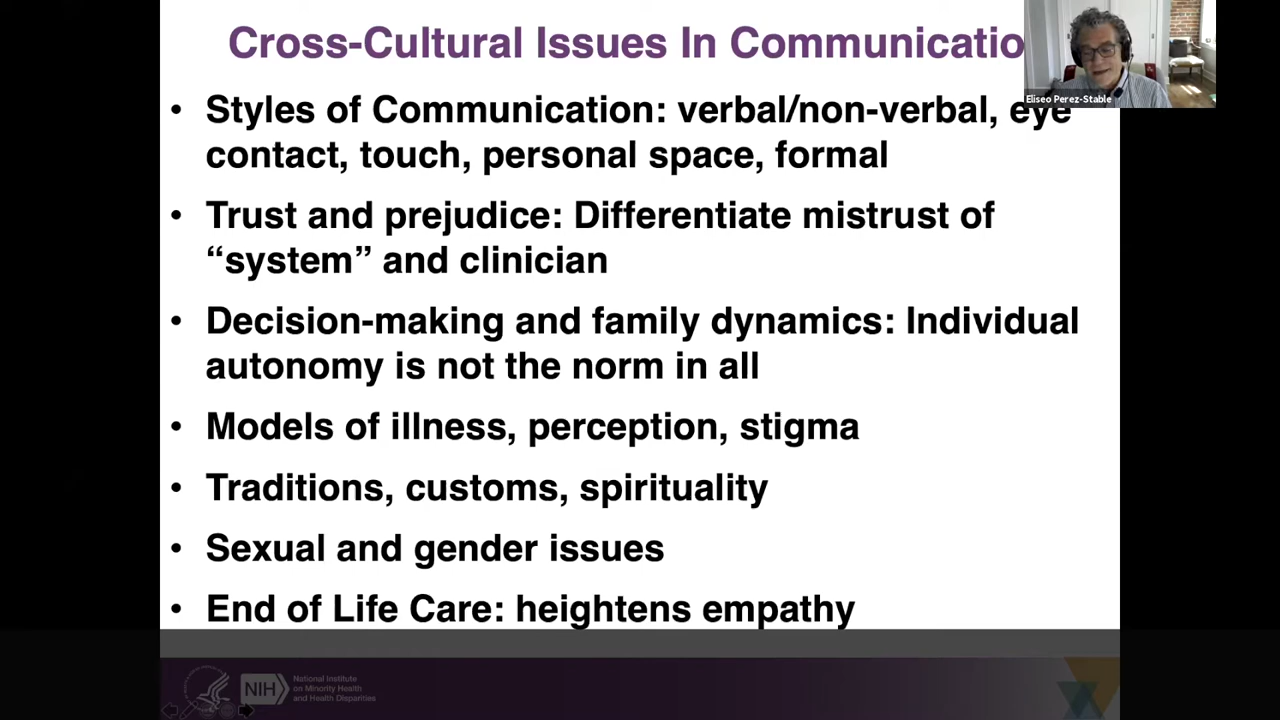 Cross-Cultural Issues In Communicatio
Eliseo Perez-Stable
• Styles of Communication: verbal/non-verbal, eye
contact, touch, personal space, formal
• Trust and prejudice: Differentiate mistrust of
“system” and clinician
• Decision-making and family dynamics: Individual
autonomy is not the norm in all
• Models of illness, perception, stigma
• Traditions, customs, spirituality
• Sexual and gender issues
• End of Life Care: heightens empathy
NIH
National Institute
on Minority Health
and Health Disparities